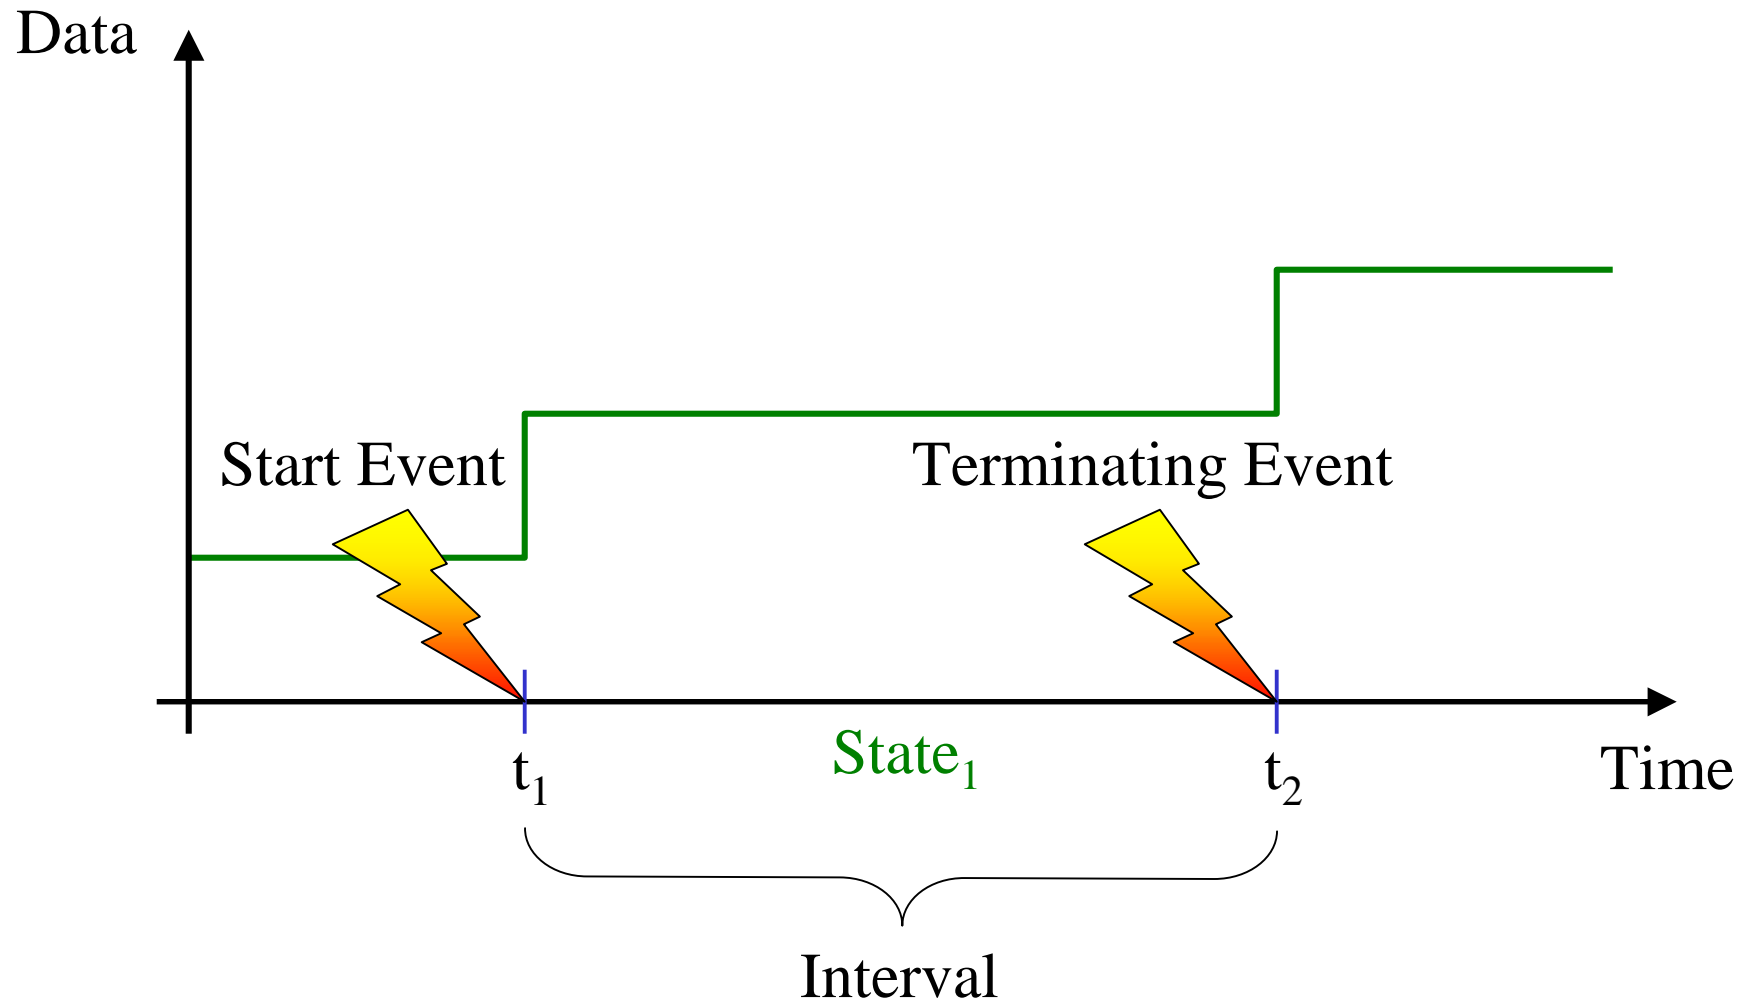 Data
Start Event
Terminating Event
State₁
t₁
t₂
Time
Interval